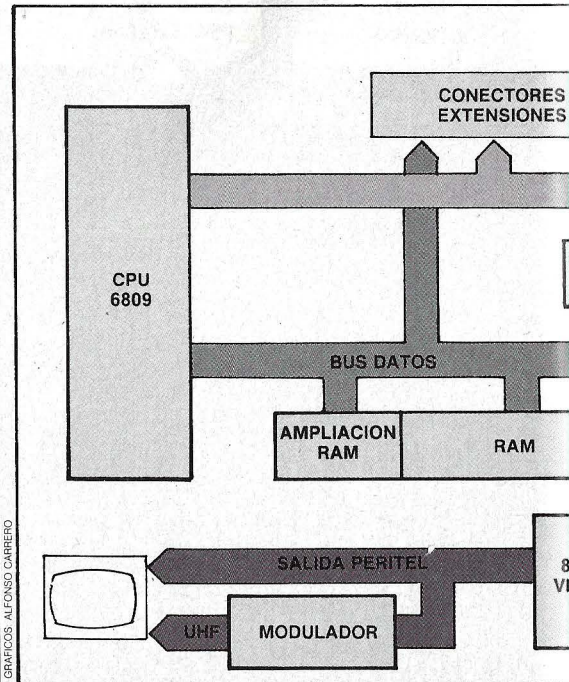 CONECTORES
EXTENSIONES
CPU
6809
BUS DATOS
AMPLIACION
RAM
RAM
SALIDA PERITEL
UHF
MODULADOR
GRAFICOS ALFONSO CARRERO